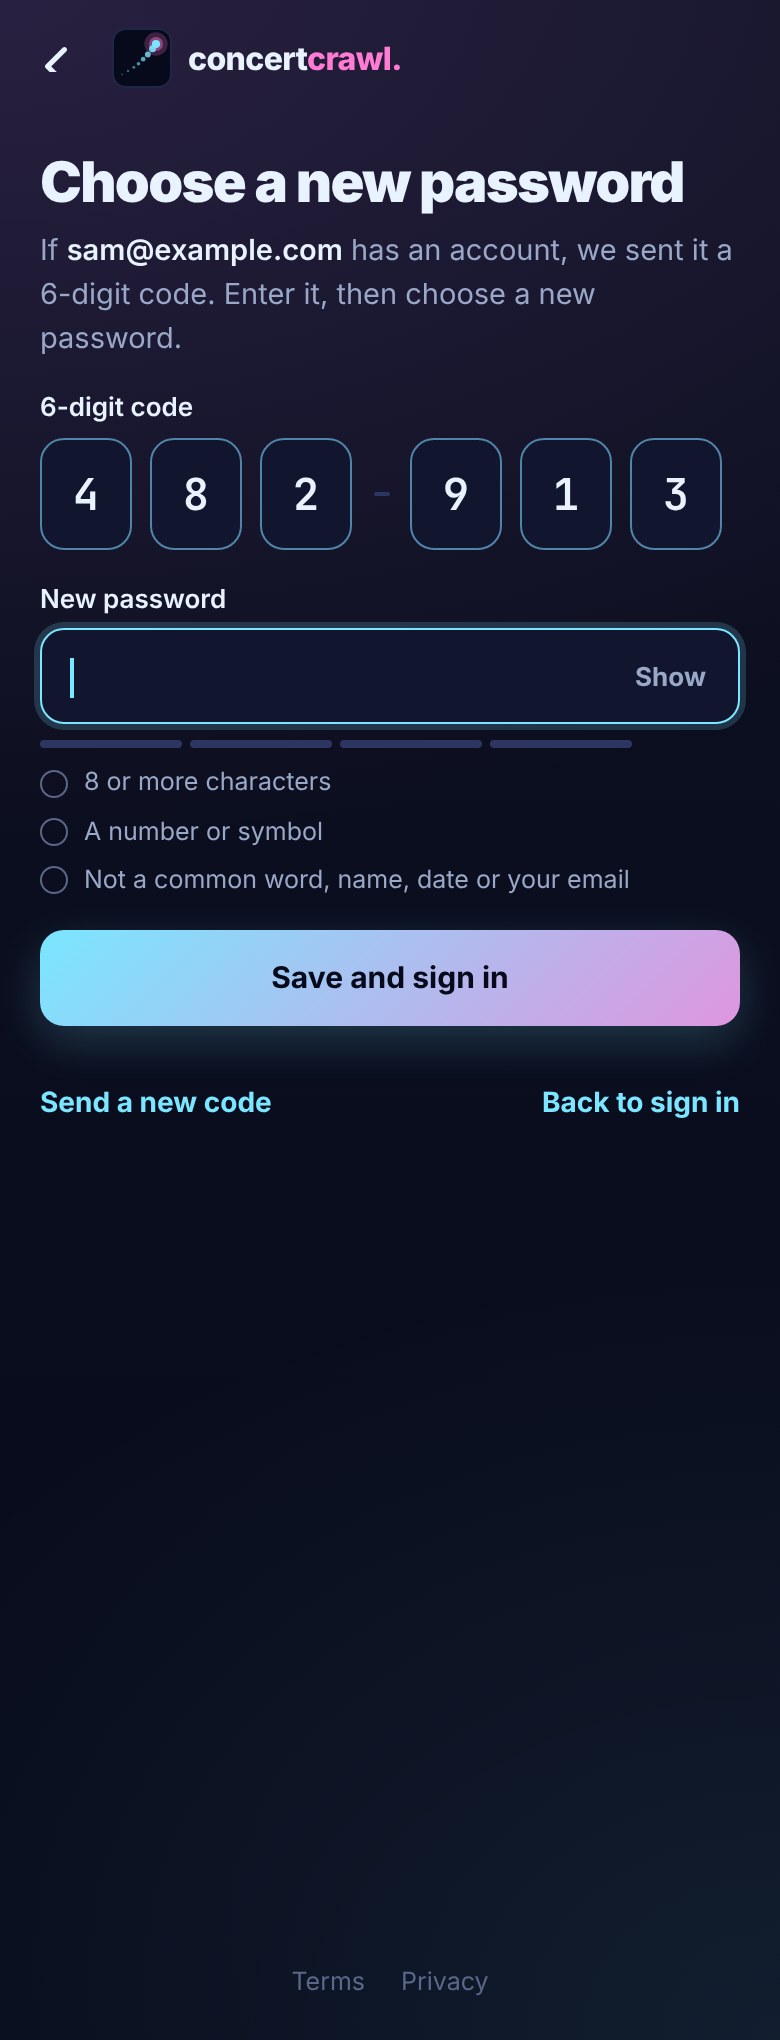 concertcrawl.
Choose a new password
If sam@example.com has an account, we sent it a
6-digit code. Enter it, then choose a new
password.
6-digit code
4 8 2 – 9 1 3
New password
Show
8 or more characters
A number or symbol
Not a common word, name, date or your email
Save and sign in
Send a new code Back to sign in
Terms Privacy